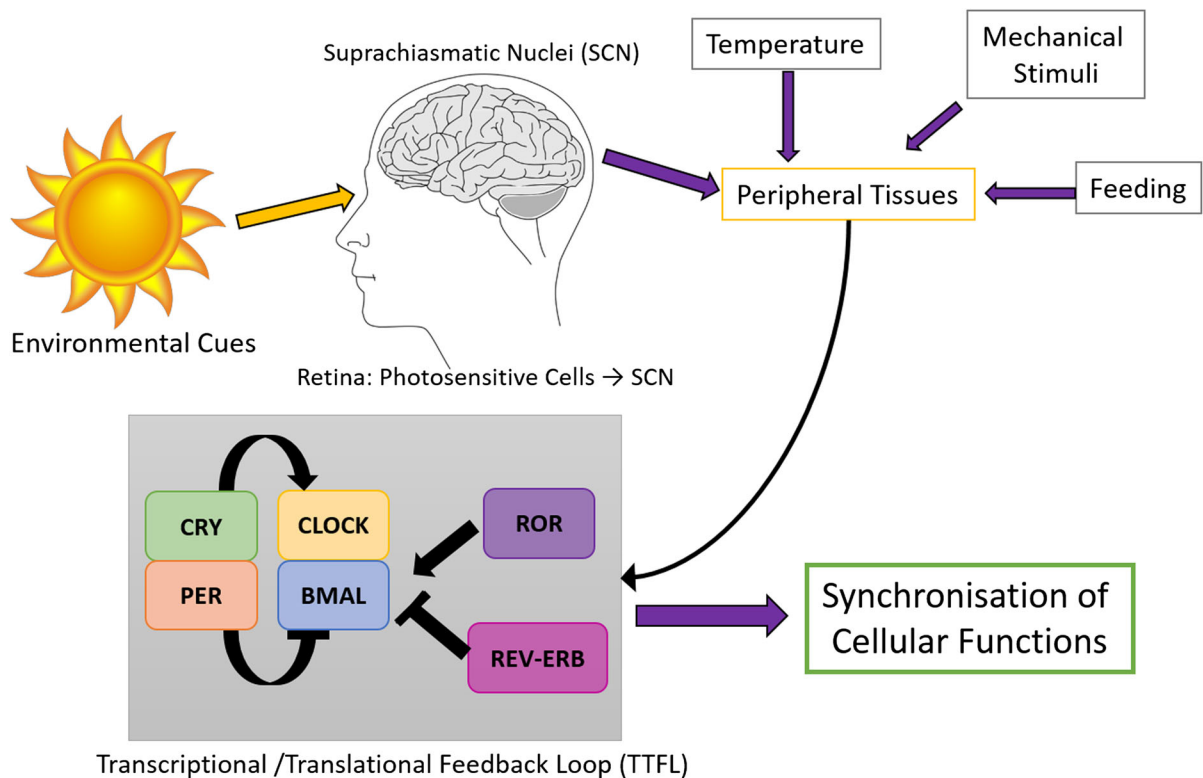 Suprachiasmatic Nuclei (SCN)
Temperature
Mechanical
Stimuli
Peripheral Tissues
Feeding
Environmental Cues
Retina: Photosensitive Cells → SCN
CRY
CLOCK
ROR
PER
BMAL
REV-ERB
Synchronisation of
Cellular Functions
Transcriptional /Translational Feedback Loop (TTFL)